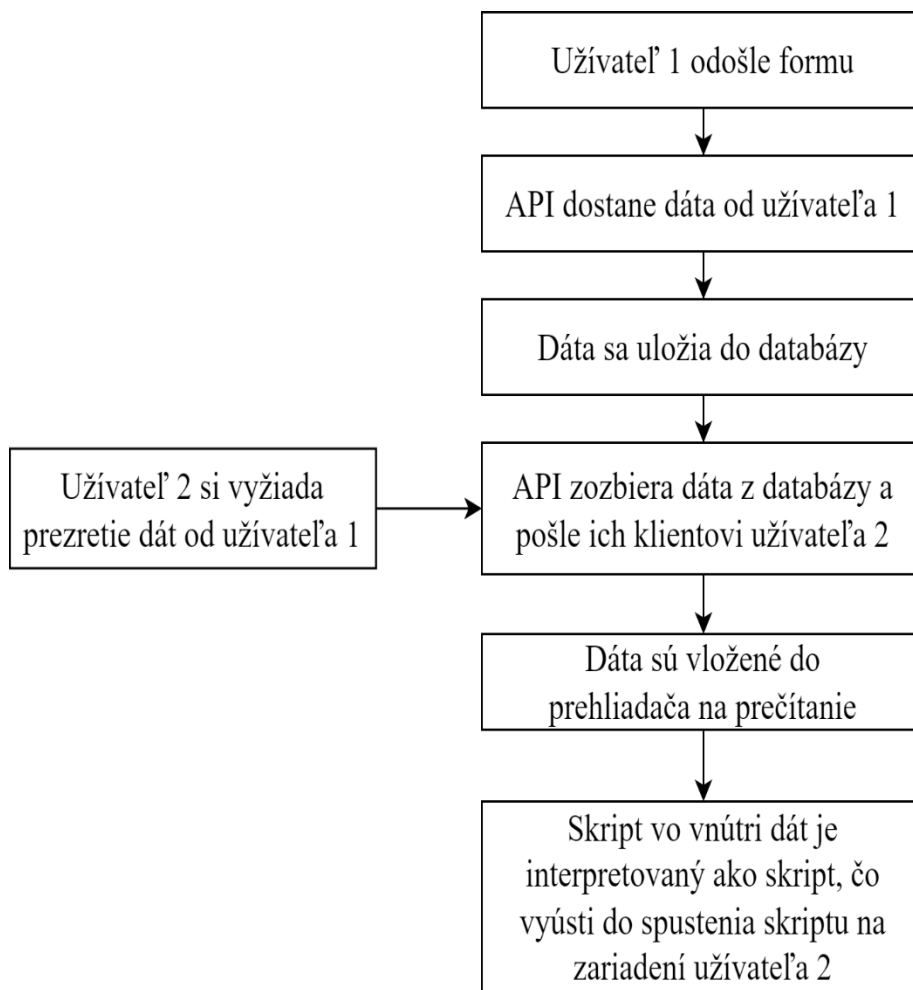 Užívateľ 1 odošle formu
API dostane dáta od užívateľa 1
Dáta sa uložia do databázy
Užívateľ 2 si vyžiada
prezretie dát od užívateľa 1
API zozbiera dáta z databázy a
pošle ich klientovi užívateľa 2
Dáta sú vložené do
prehliadača na prečítanie
Skript vo vnútri dát je
interpretovaný ako skript, čo
vyústi do spustenia skriptu na
zariadení užívateľa 2